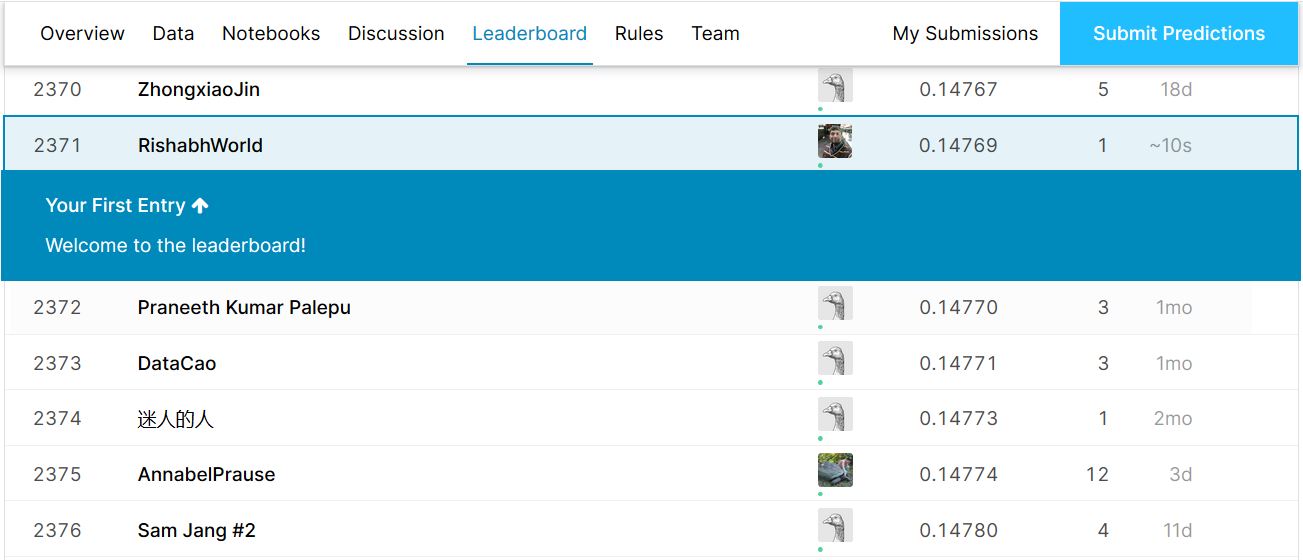 Overview Data Notebooks Discussion Leaderboard Rules Team My Submissions Submit Predictions
2370 ZhongxiaoJin 0.14767 5 18d
2371 RishabhWorld 0.14769 1 ~10s
Your First Entry
Welcome to the leaderboard!
2372 Praneeth Kumar Palepu 0.14770 3 1mo
2373 DataCao 0.14771 3 1mo
2374 迷人的人 0.14773 1 2mo
2375 AnnabelPrause 0.14774 12 3d
2376 Sam Jang #2 0.14780 4 11d